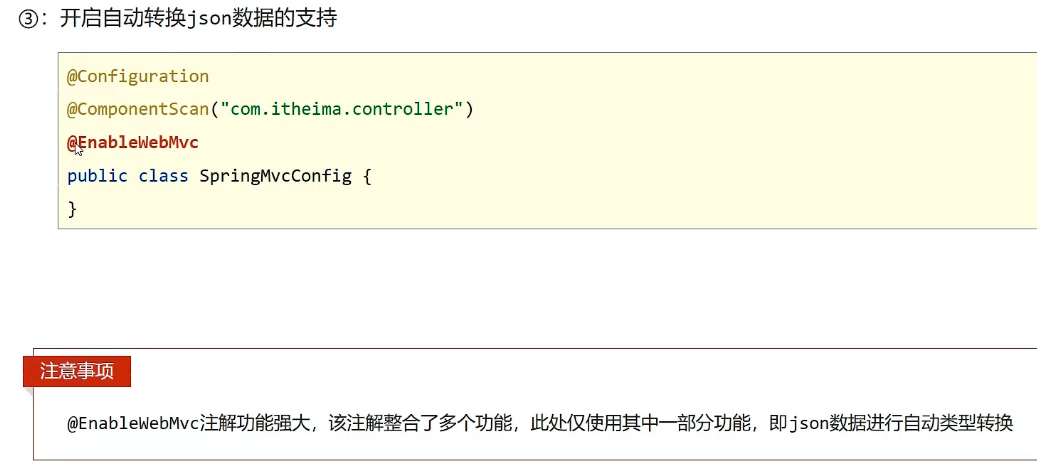 ③：开启自动转换json数据的支持
@Configuration
@ComponentScan("com.itheima.controller")
@EnableWebMvc
public class SpringMvcConfig {
}
注意事项
@EnableWebMvc注解功能强大，该注解整合了多个功能，此处仅使用其中一部分功能，即json数据进行自动类型转换